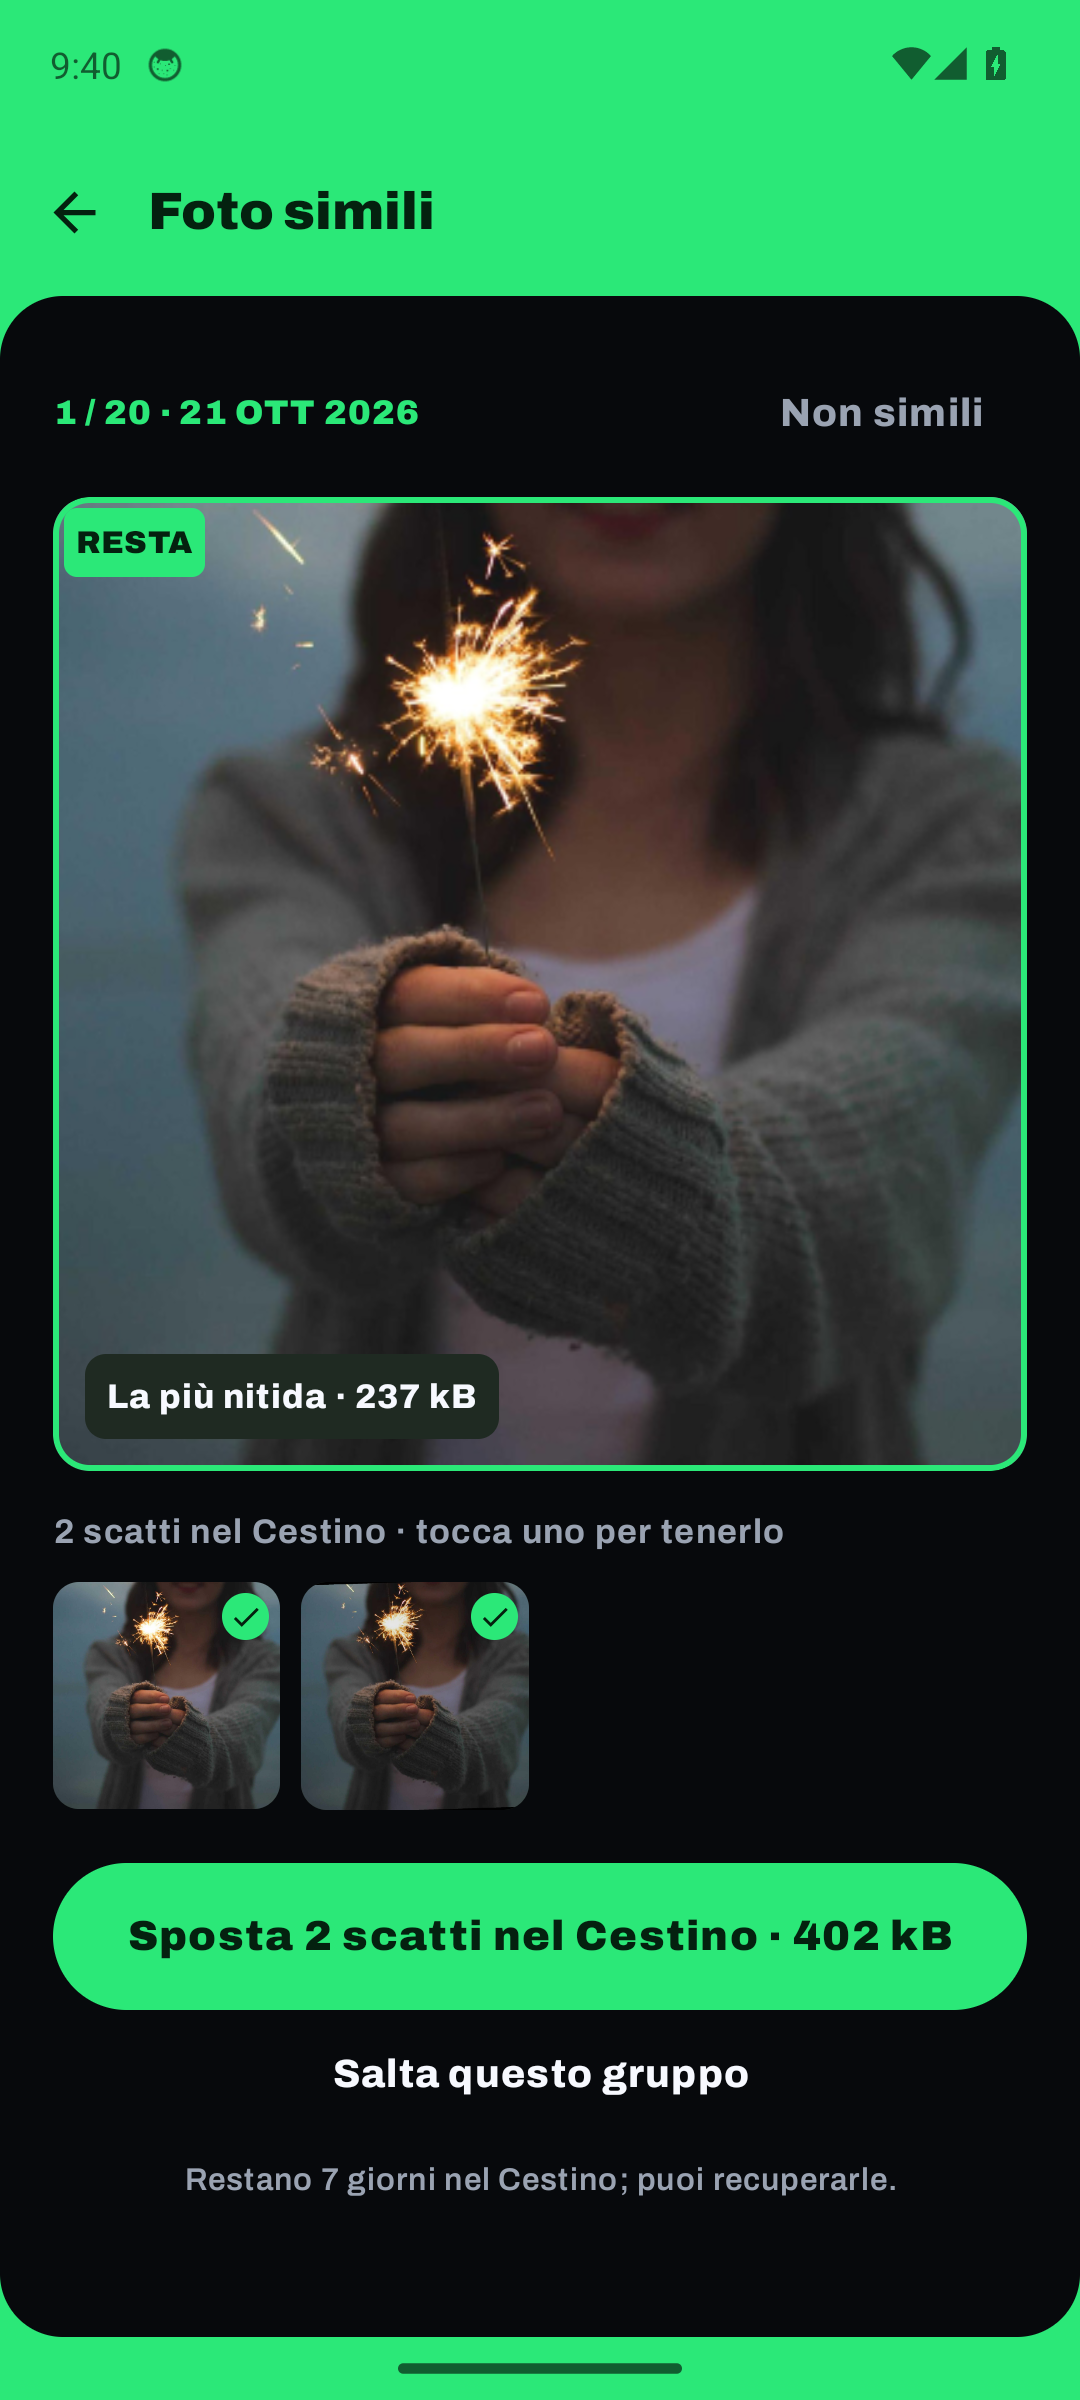 9:40
Foto simili
1 / 20 · 21 OTT 2026
Non simili
RESTA
La più nitida · 237 kB
2 scatti nel Cestino · tocca uno per tenerlo
Sposta 2 scatti nel Cestino · 402 kB
Salta questo gruppo
Restano 7 giorni nel Cestino; puoi recuperarle.